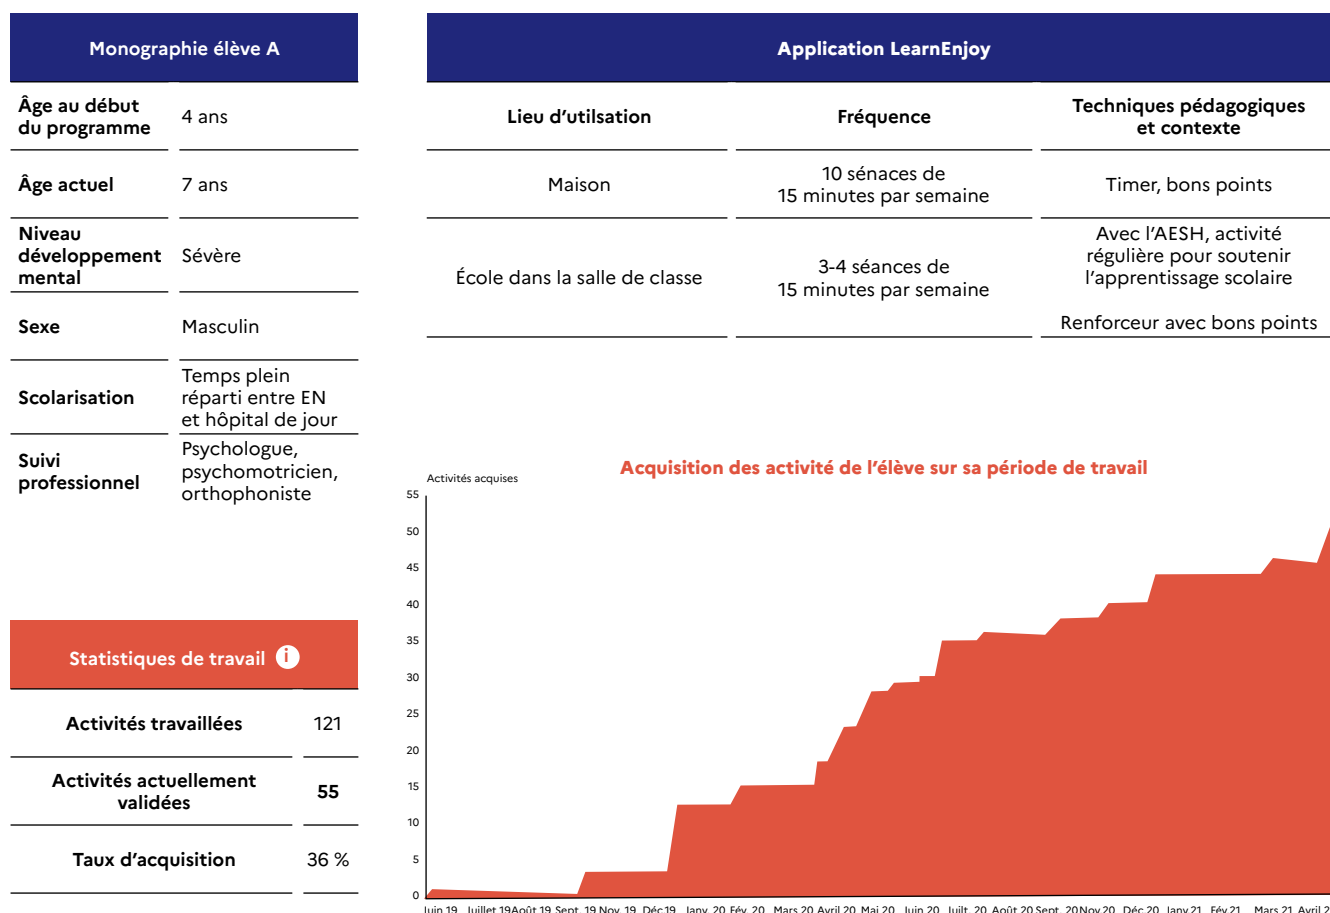 Monographie élève A
Âge au début
du programme
4 ans
Âge actuel
7 ans
Niveau
développement
mental
Sévère
Sexe
Masculin
Scolarisation
Temps plein
réparti entre EN
et hôpital de jour
Suivi
professionnel
Psychologue,
psychomotricien,
orthophoniste
Application LearnEnjoy
Lieu d'utilsation
Fréquence
Techniques pédagogiques
et contexte
Maison
10 sénaces de
15 minutes par semaine
Timer, bons points
École dans la salle de classe
3-4 séances de
15 minutes par semaine
Avec l'AESH, activité
régulière pour soutenir
l'apprentissage scolaire
Renforceur avec bons points
Statistiques de travail i
Activités travaillées
121
Activités actuellement
validées
55
Taux d'acquisition
36 %
Acquisition des activité de l'élève sur sa période de travail
Activités acquises
55
50
45
40
35
30
25
20
15
10
5
0
Juin 19 Juillet 19 Août 19 Sept. 19 Nov. 19 Déc.19 Janv. 20 Fév. 20 Mars 20 Avril 20 Mai 20 Juin 20 Juilt. 20 Août 20 Sept. 20 Nov.20 Déc.20 Janv.21 Fév.21 Mars 21 Avril 2